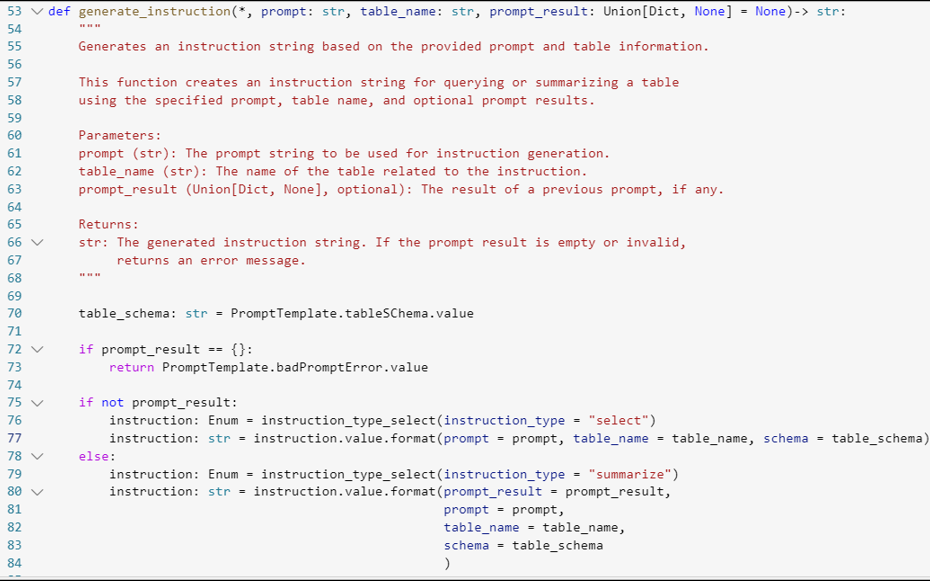 53 def generate_instruction(*, prompt: str, table_name: str, prompt_result: Union[Dict, None] = None)-> str:
54     """
55     Generates an instruction string based on the provided prompt and table information.
56
57     This function creates an instruction string for querying or summarizing a table
58     using the specified prompt, table name, and optional prompt results.
59
60     Parameters:
61     prompt (str): The prompt string to be used for instruction generation.
62     table_name (str): The name of the table related to the instruction.
63     prompt_result (Union[Dict, None], optional): The result of a previous prompt, if any.
64
65     Returns:
66     str: The generated instruction string. If the prompt result is empty or invalid,
67          returns an error message.
68     """
69
70     table_schema: str = PromptTemplate.tableSChema.value
71
72     if prompt_result == {}:
73         return PromptTemplate.badPromptError.value
74
75     if not prompt_result:
76         instruction: Enum = instruction_type_select(instruction_type = "select")
77         instruction: str = instruction.value.format(prompt = prompt, table_name = table_name, schema = table_schema)
78     else:
79         instruction: Enum = instruction_type_select(instruction_type = "summarize")
80         instruction: str = instruction.value.format(prompt_result = prompt_result,
81                                                     prompt = prompt,
82                                                     table_name = table_name,
83                                                     schema = table_schema
84                                                     )